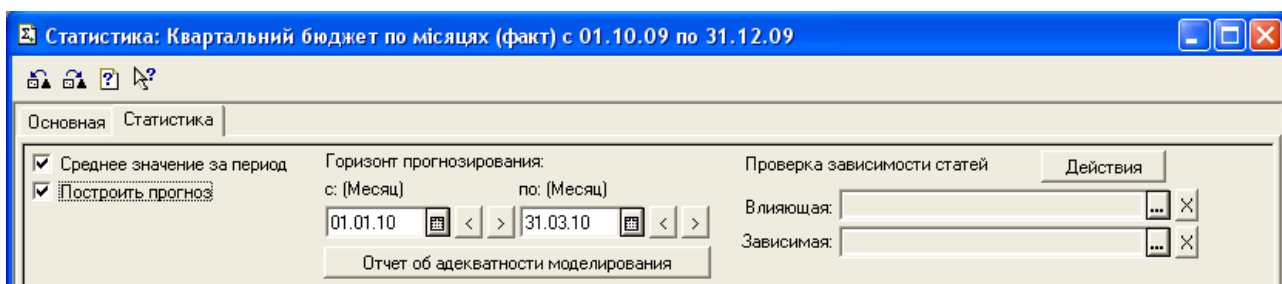 Статистика: Квартальний бюджет по місяцях (факт) с 01.10.09 по 31.12.09
Основная Статистика
Среднее значение за период Горизонт прогнозирования: Проверка зависимости статей Действия
Построить прогноз с: (Месяц) по: (Месяц)
Влияющая: ... X
01.01.10 < > 31.03.10 < >
Зависимая: ... X
Отчет об адекватности моделирования